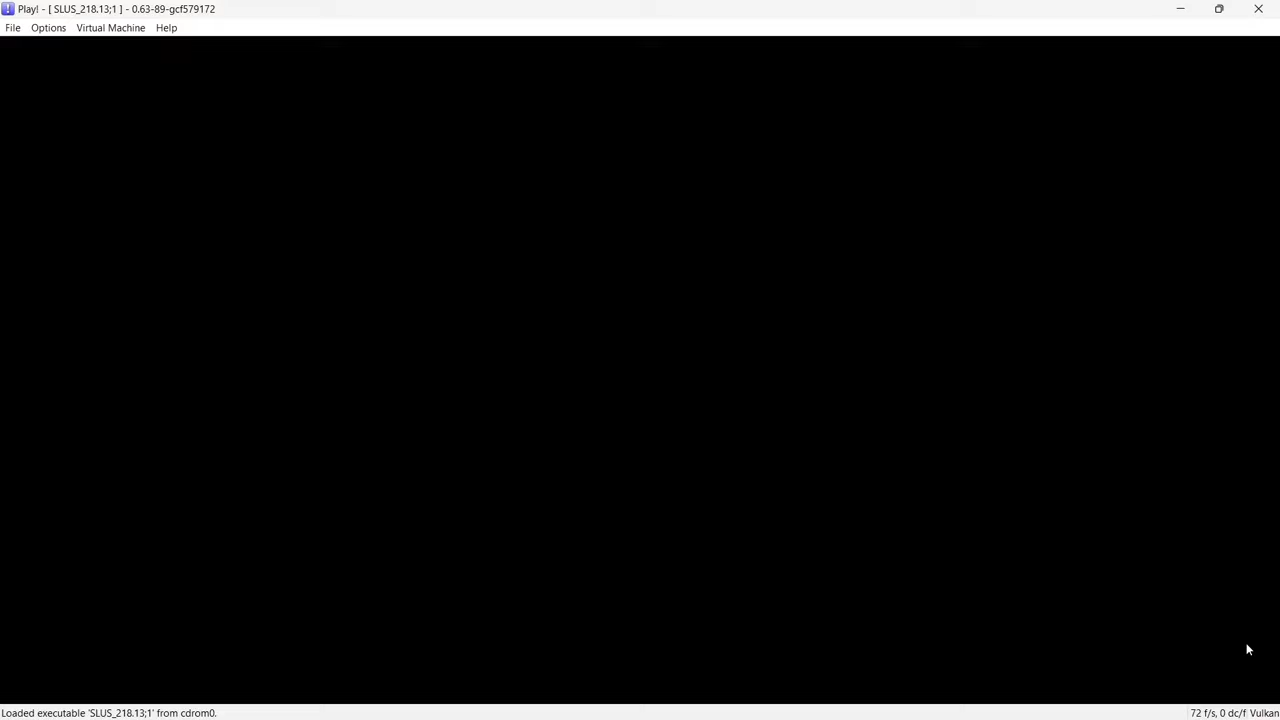 Play! - [ SLUS_218.13;1 ] - 0.63-89-gcf579172
File Options Virtual Machine Help
Loaded executable 'SLUS_218.13;1' from cdrom0.
72 f/s, 0 dc/f Vulkan